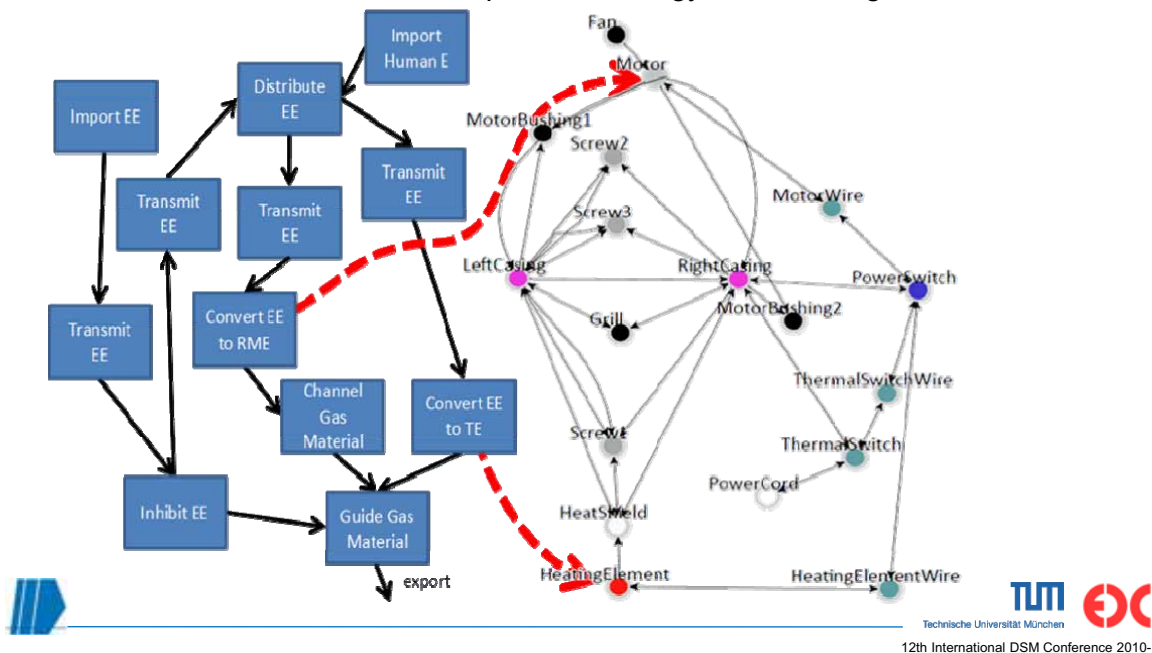 Import
Human E
Distribute
EE
Import EE
Transmit
EE
Transmit
EE
Transmit
EE
Transmit
EE
Convert EE
to RME
Channel
Gas
Material
Convert EE
to TE
Inhibit EE
Guide Gas
Material
export
Fan
Motor
MotorBushing1
Screw2
MotorWire
Screw3
LeftCasing
RightCasing
PowerSwitch
MotorBushing2
Grill
ThermalSwitchWire
Screw1
ThermalSwitch
PowerCord
HeatShield
HeatingElement
HeatingElementWire
TUM
Technische Universität München
12th International DSM Conference 2010-